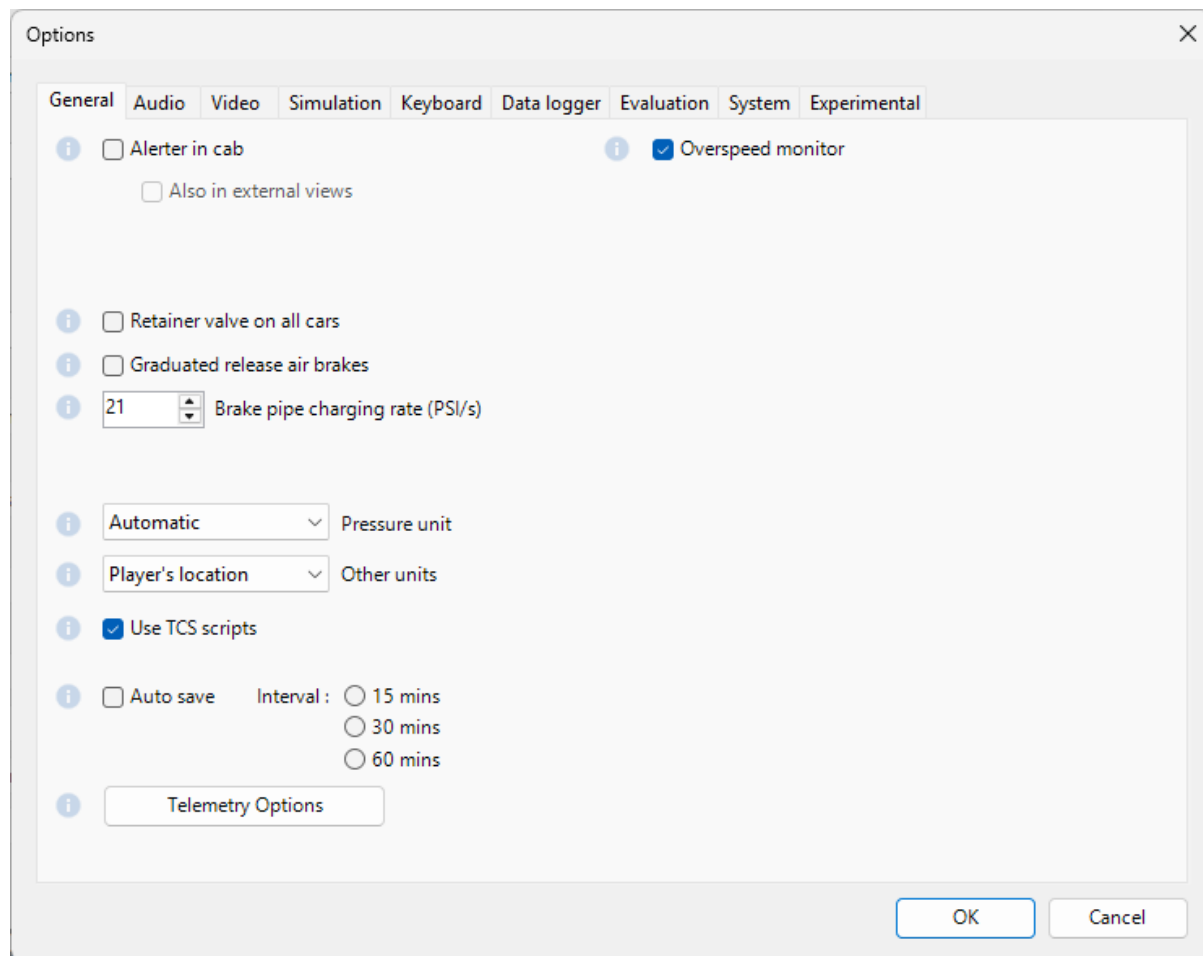 Options
General Audio Video Simulation Keyboard Data logger Evaluation System Experimental
Alerter in cab
Overspeed monitor
Also in external views
Retainer valve on all cars
Graduated release air brakes
21 Brake pipe charging rate (PSI/s)
Automatic Pressure unit
Player's location Other units
Use TCS scripts
Auto save Interval : 15 mins
30 mins
60 mins
Telemetry Options
OK Cancel